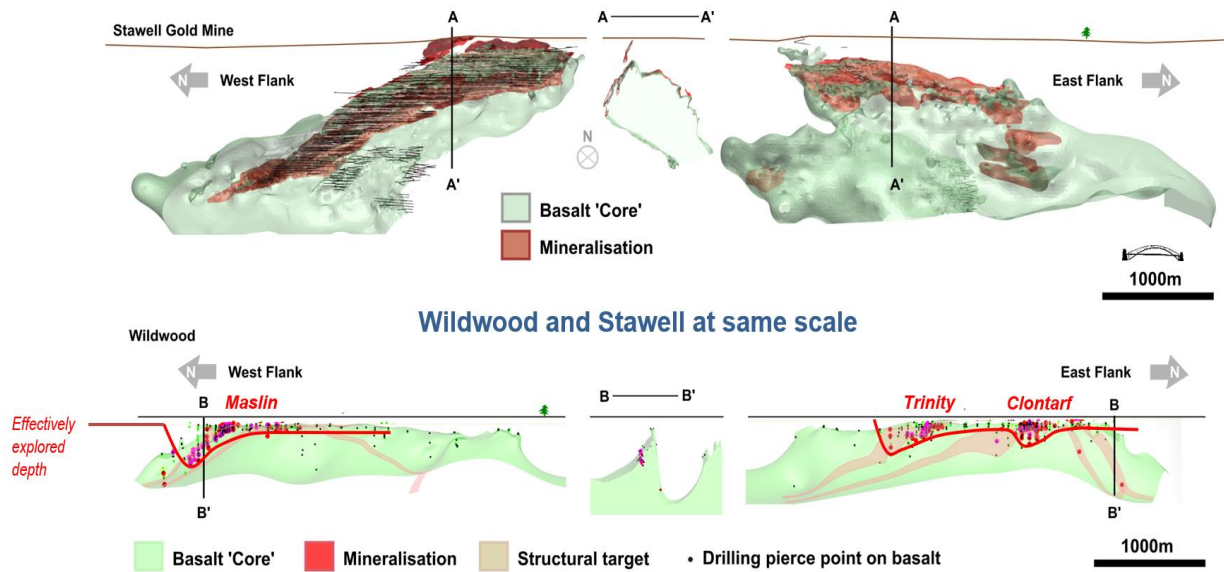 Stawell Gold Mine
A
A A'
A
N West Flank
East Flank N
N
A'
A'
Basalt 'Core'
Mineralisation
1000m
Wildwood and Stawell at same scale
Wildwood
N West Flank
East Flank N
B Maslin
B B'
Trinity Clontarf B
Effectively
explored
depth
B'
B'
Basalt 'Core' Mineralisation Structural target Drilling pierce point on basalt
1000m